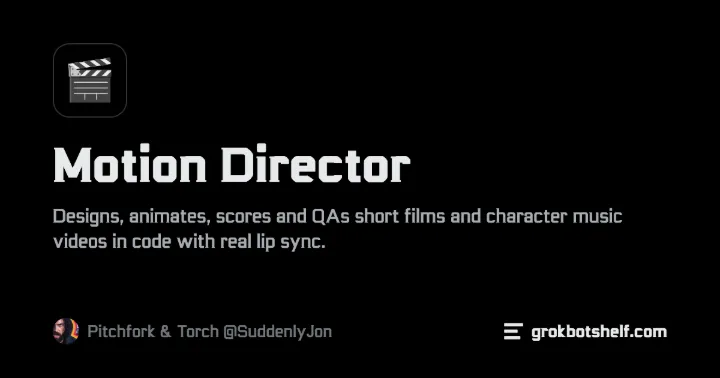 Motion Director
Designs, animates, scores and QAs short films and character music
videos in code with real lip sync.
Pitchfork & Torch @SuddenlyJon
grokbotshelf.com